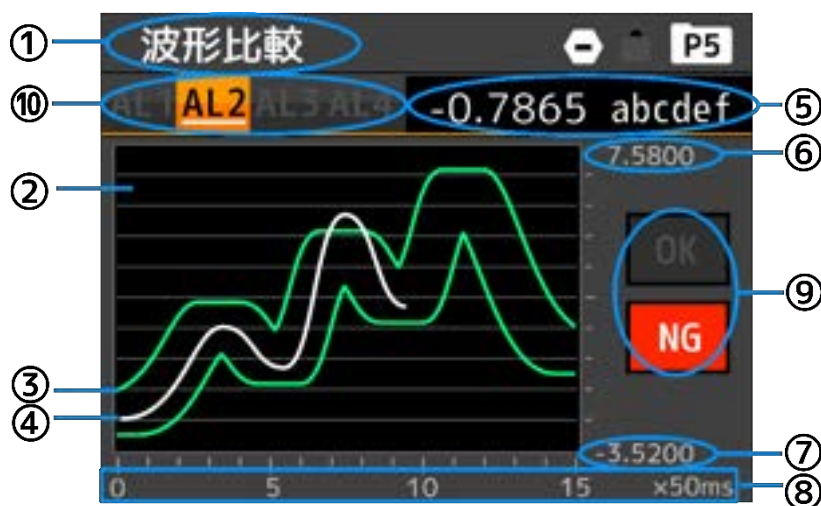 ① 波形比較 P5
⑩ AL1 AL2 AL3 AL4 -0.7865 abcdef ⑤
7.5800 ⑥
②
OK
⑨
NG
③
④
-3.5200 ⑦
0 5 10 15 ×50ms ⑧